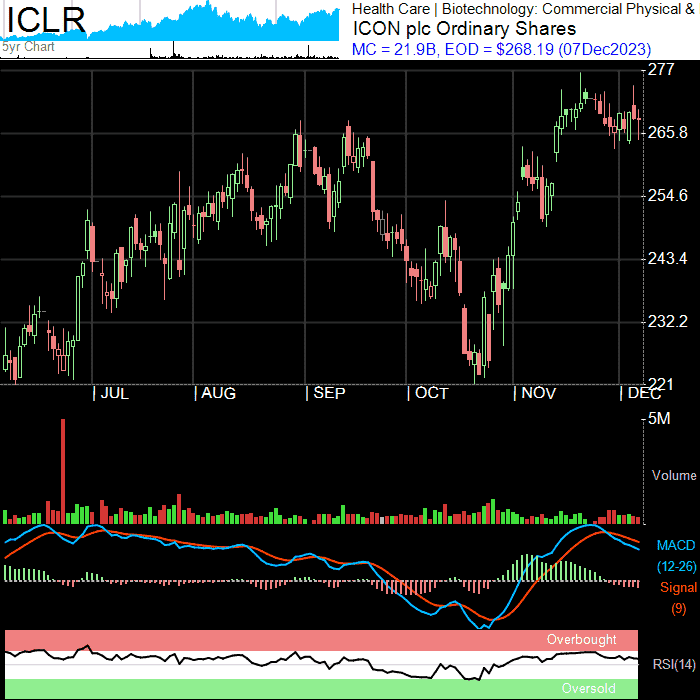 ICLR
5yr Chart
Health Care | Biotechnology: Commercial Physical &
ICON plc Ordinary Shares
MC = 21.9B, EOD = $268.19 (07Dec2023)
277
265.8
254.6
243.4
232.2
221
| JUL | AUG | SEP | OCT | NOV | DEC
5M
Volume
MACD
(12-26)
Signal
(9)
Overbought
RSI(14)
Oversold